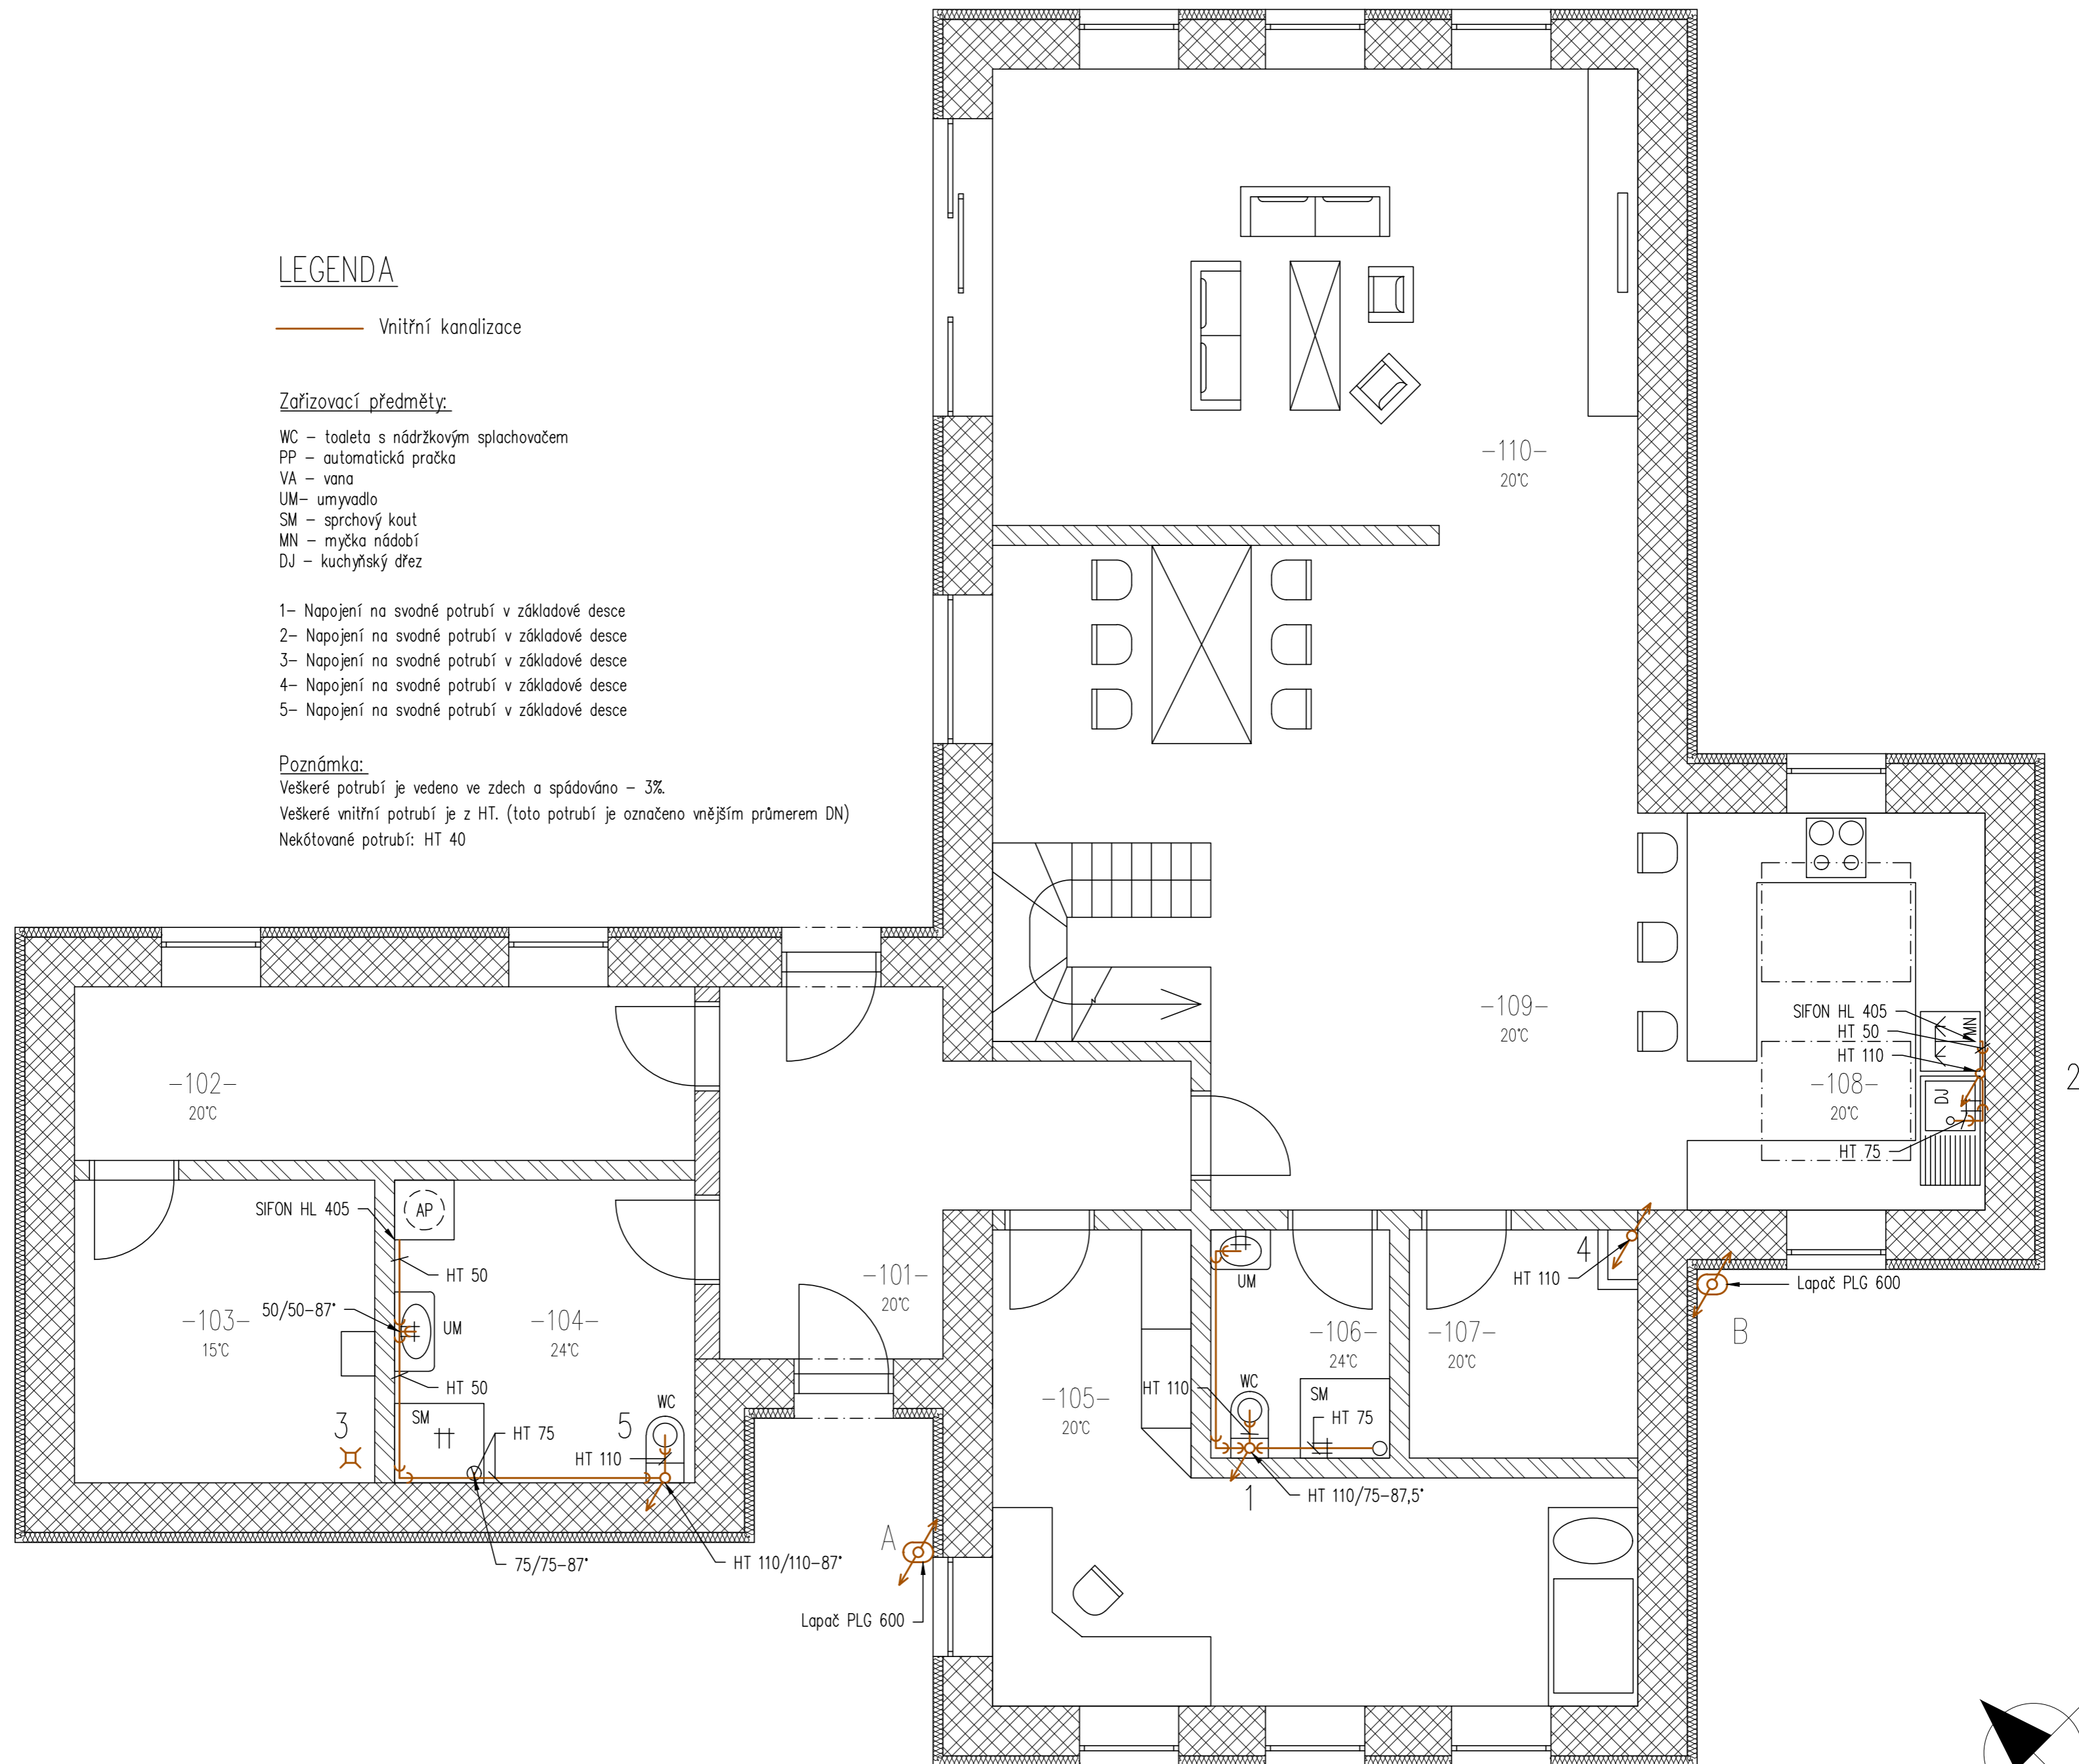 LEGENDA
Vnitřní kanalizace
Zařizovací předměty:
WC – toaleta s nádržkovým splachovačem
PP – automatická pračka
VA – vana
UM– umyvadlo
SM – sprchový kout
MN – myčka nádobí
DJ – kuchyňský dřez
1– Napojení na svodné potrubí v základové desce
2– Napojení na svodné potrubí v základové desce
3– Napojení na svodné potrubí v základové desce
4– Napojení na svodné potrubí v základové desce
5– Napojení na svodné potrubí v základové desce
Poznámka:
Veškeré potrubí je vedeno ve zdech a spádováno – 3%.
Veškeré vnitřní potrubí je z HT. (toto potrubí je označeno vnějším průmerem DN)
Nekótované potrubí: HT 40
–110–
20°C
–109–
20°C
SIFON HL 405
HT 50
HT 110
MN
–108–
20°C
DJ
HT 75
2
–102–
20°C
SIFON HL 405
AP
HT 50
50/50–87°
UM
HT 50
–103–
15°C
–104–
24°C
–101–
20°C
3
SM
5
WC
HT 75
HT 110
75/75–87°
HT 110/110–87°
A
Lapač PLG 600
–105–
20°C
UM
–106–
24°C
–107–
20°C
HT 110
WC
SM
HT 75
1
HT 110/75–87,5°
4
HT 110
Lapač PLG 600
B